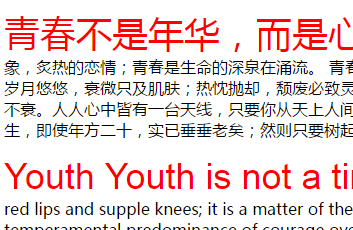 青春不是年华，而是心
象，炙热的恋情；青春是生命的深泉在涌流。 青春
岁月悠悠，衰微只及肌肤；热忱抛却，颓废必致灵
不衰。人人心中皆有一台天线，只要你从天上人间
生，即使年方二十，实已垂垂老矣；然则只要树起
Youth Youth is not a ti
red lips and supple knees; it is a matter of the
temperamental predominance of courage ove